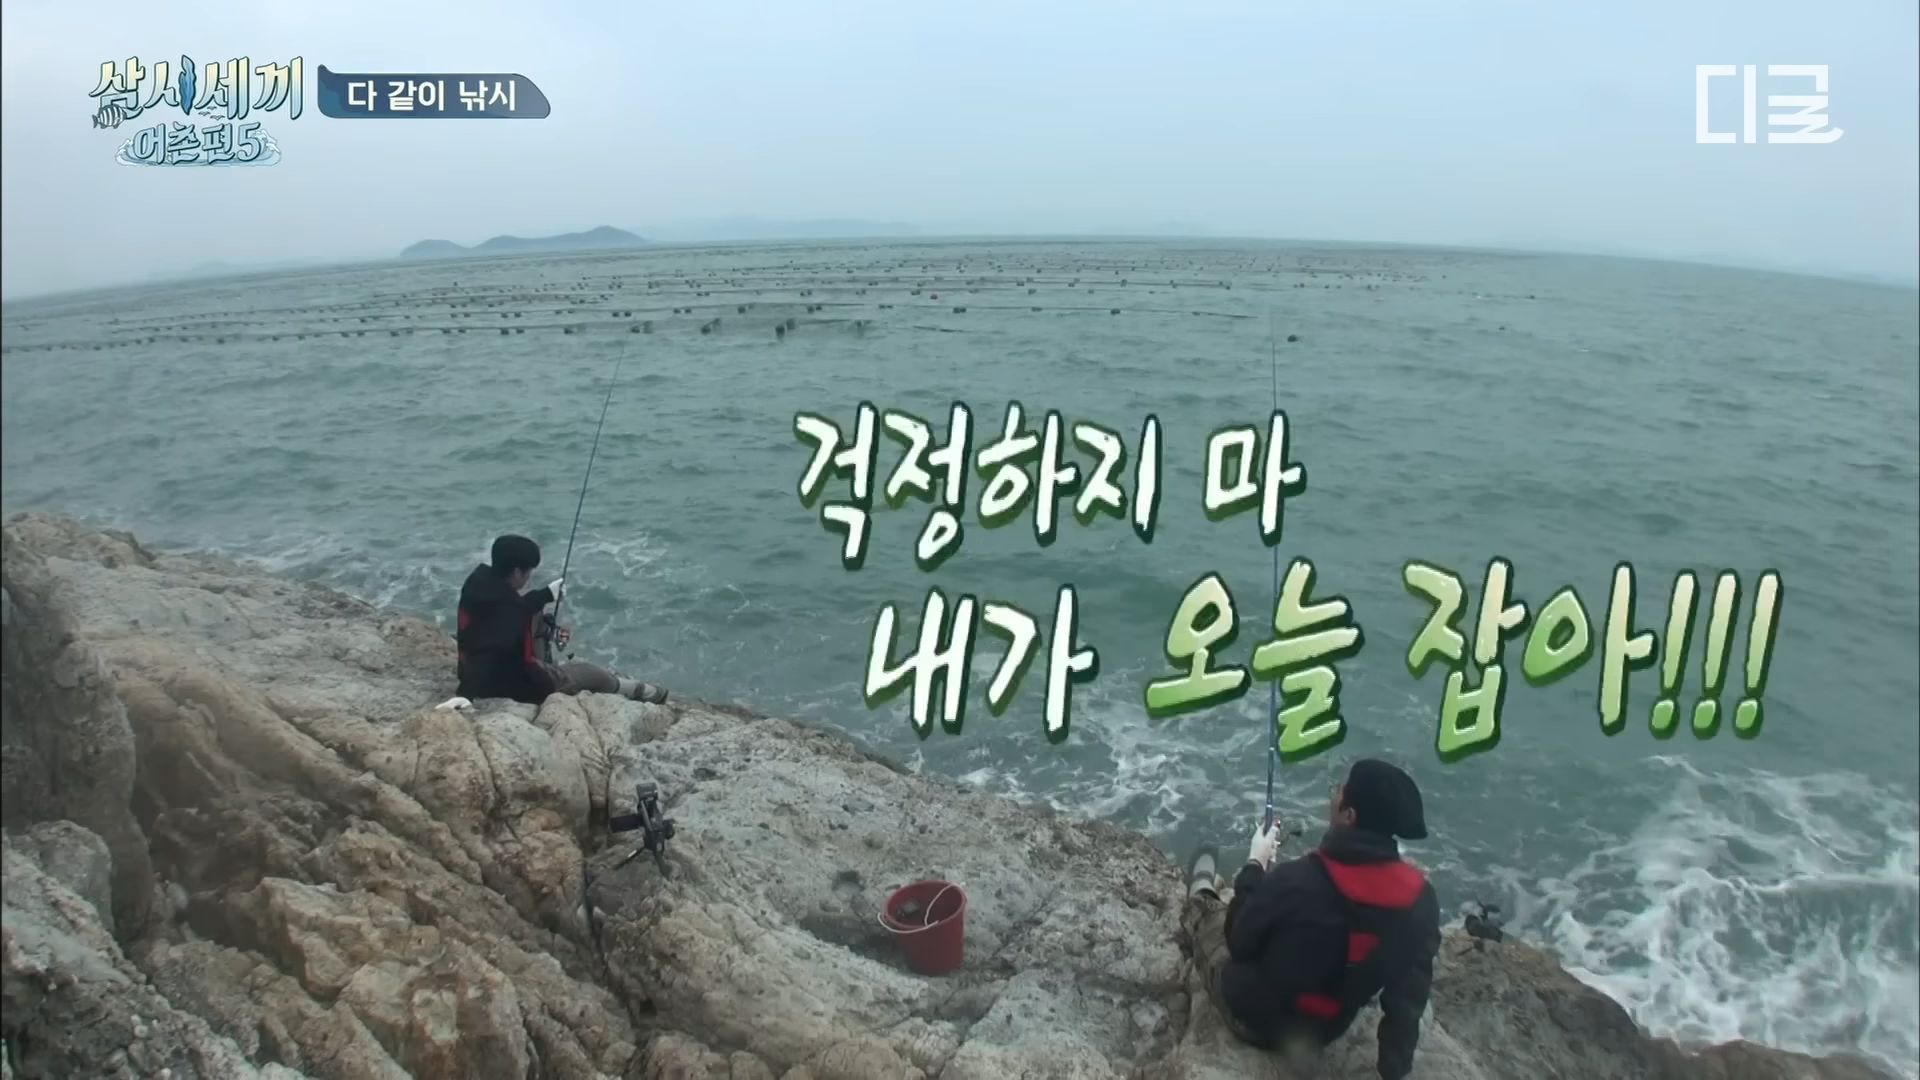 삼시세끼
어촌편5
다 같이 낚시
디글
걱정하지 마
내가 오늘 잡아!!!